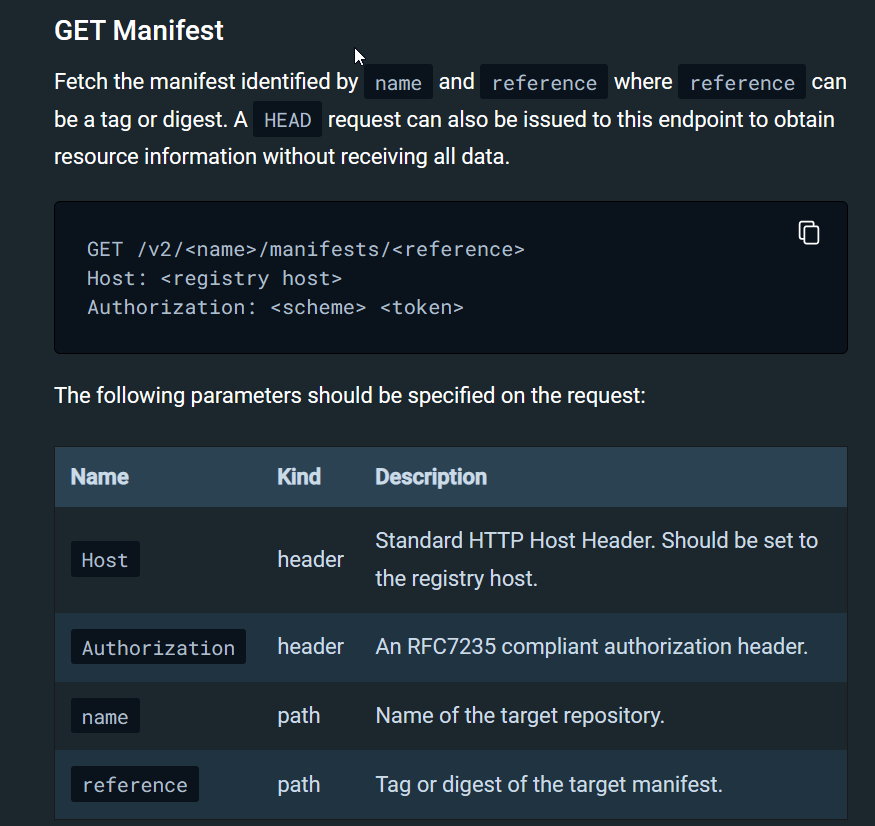 GET Manifest
Fetch the manifest identified by name and reference where reference can
be a tag or digest. A HEAD request can also be issued to this endpoint to obtain
resource information without receiving all data.
GET /v2/<name>/manifests/<reference>
Host: <registry host>
Authorization: <scheme> <token>
The following parameters should be specified on the request:
Name Kind Description
Host header Standard HTTP Host Header. Should be set to
the registry host.
Authorization header An RFC7235 compliant authorization header.
name path Name of the target repository.
reference path Tag or digest of the target manifest.